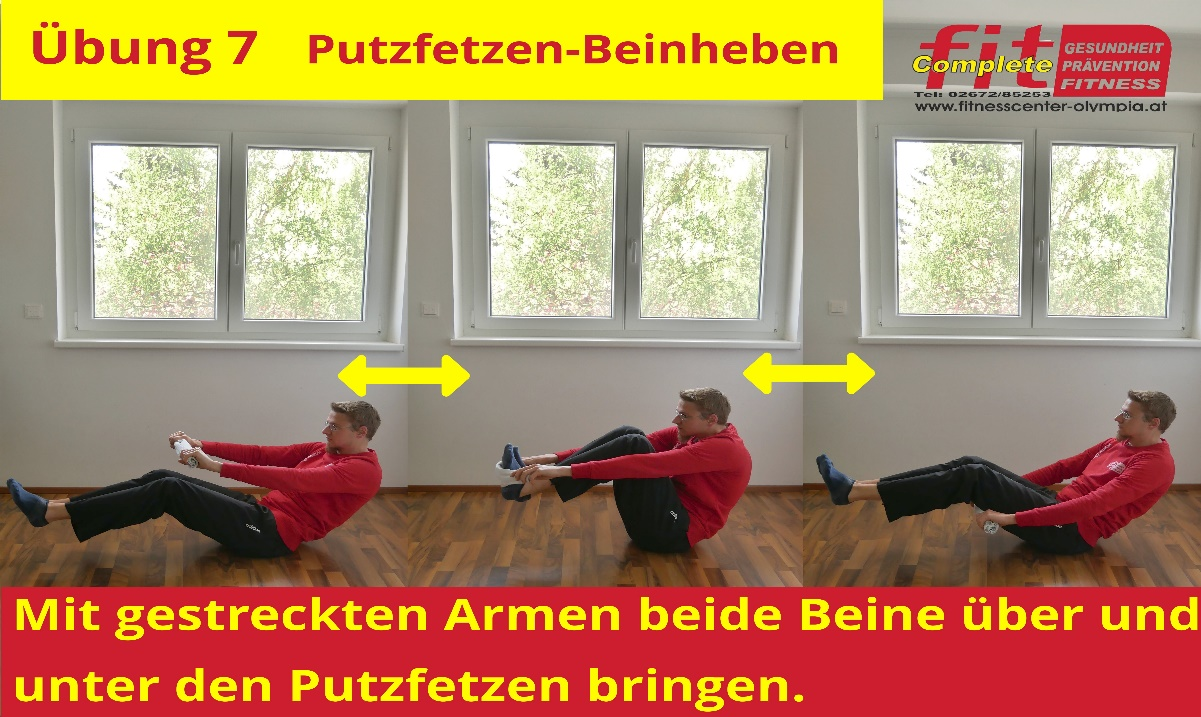 Übung 7 Putzfetzen-Beinheben
fit
Complete
GESUNDHEIT
PRÄVENTION
FITNESS
Tel: 02672/85253
www.fitnesscenter-olympia.at
Mit gestreckten Armen beide Beine über und
unter den Putzfetzen bringen.